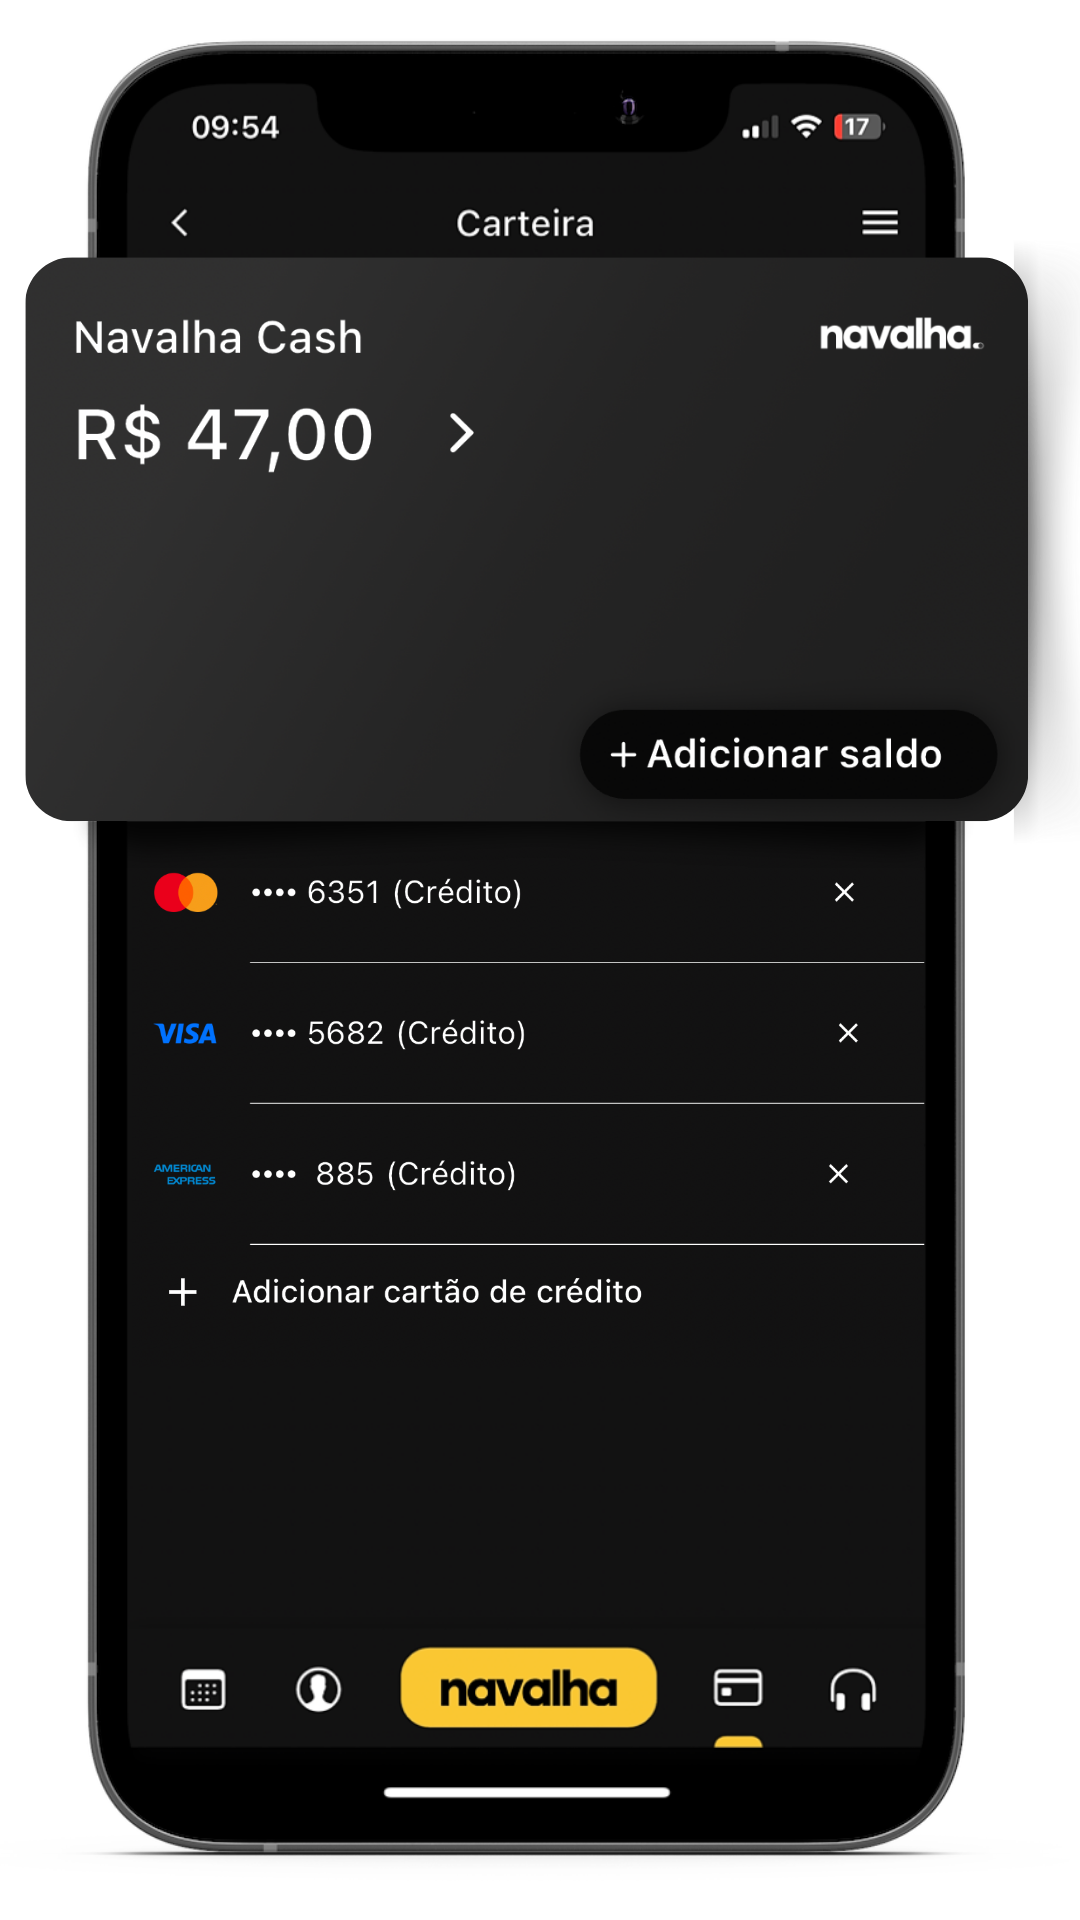 09:54
17
Carteira
Navalha Cash
navalha.
R$ 47,00
+ Adicionar saldo
•••• 6351 (Crédito)
VISA
•••• 5682 (Crédito)
AMERICAN
EXPRESS
•••• 885 (Crédito)
+ Adicionar cartão de crédito
navalha